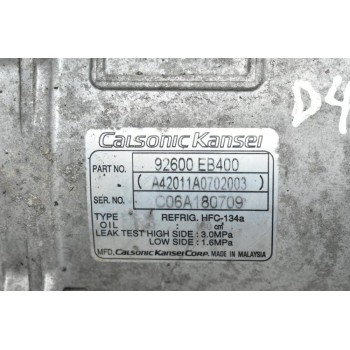 D4
Calsonic Kansei
PART NO. 92600 EB400
( A42011A0702003 )
SER.NO. C06A180709
TYPE REFRIG. HFC-134a
OIL : cm³
LEAK TEST HIGH SIDE : 3.0MPa
LOW SIDE : 1.6MPa
MFD. Calsonic Kansei Corp. MADE IN MALAYSIA